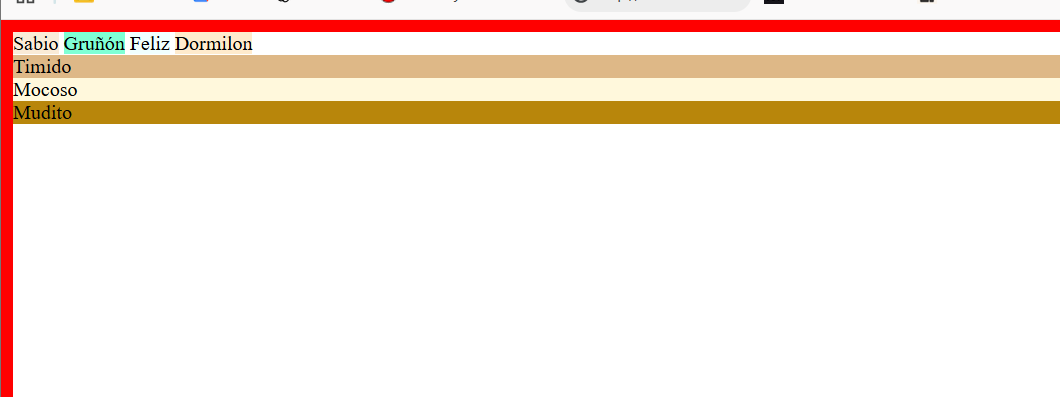 Sabio Gruñón Feliz Dormilon
Timido
Mocoso
Mudito